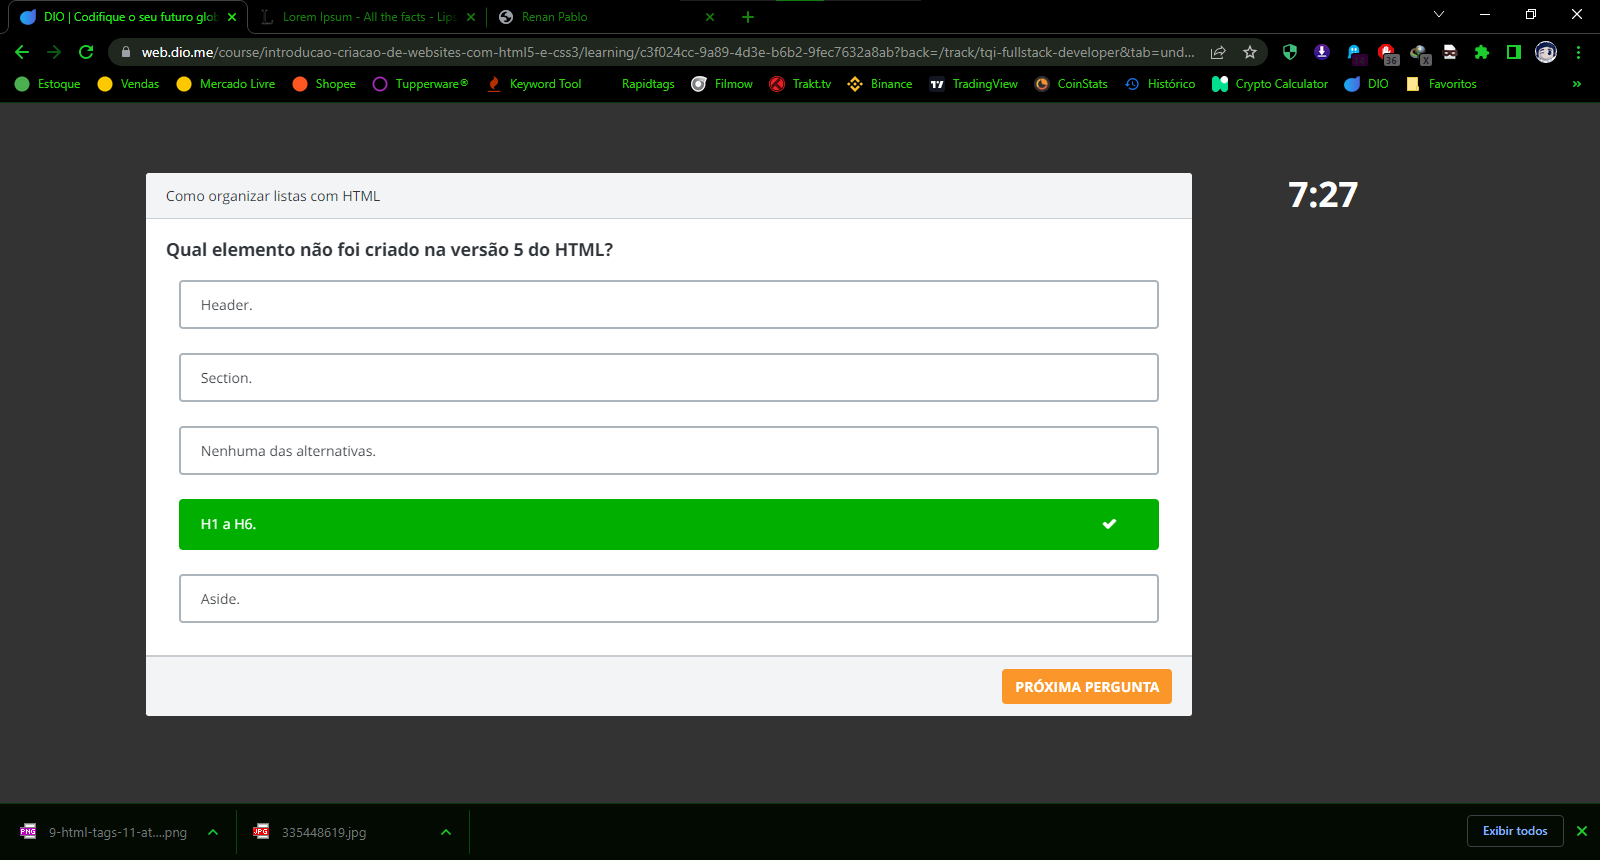 DIO | Codifique o seu futuro glob
Lorem Ipsum - All the facts - Lips
Renan Pablo
web.dio.me/course/introducao-criacao-de-websites-com-html5-e-css3/learning/c3f024cc-9a89-4d3e-b6b2-9fec7632a8ab?back=/track/tqi-fullstack-developer&tab=und...
36
X
Estoque
Vendas
Mercado Livre
Shopee
Tupperware®
Keyword Tool
Rapidtags
Filmow
Trakt.tv
Binance
TradingView
CoinStats
Histórico
Crypto Calculator
DIO
Favoritos
»
Como organizar listas com HTML
7:27
Qual elemento não foi criado na versão 5 do HTML?
Header.
Section.
Nenhuma das alternativas.
H1 a H6.
Aside.
PRÓXIMA PERGUNTA
PNG
9-html-tags-11-at....png
JPG
335448619.jpg
Exibir todos